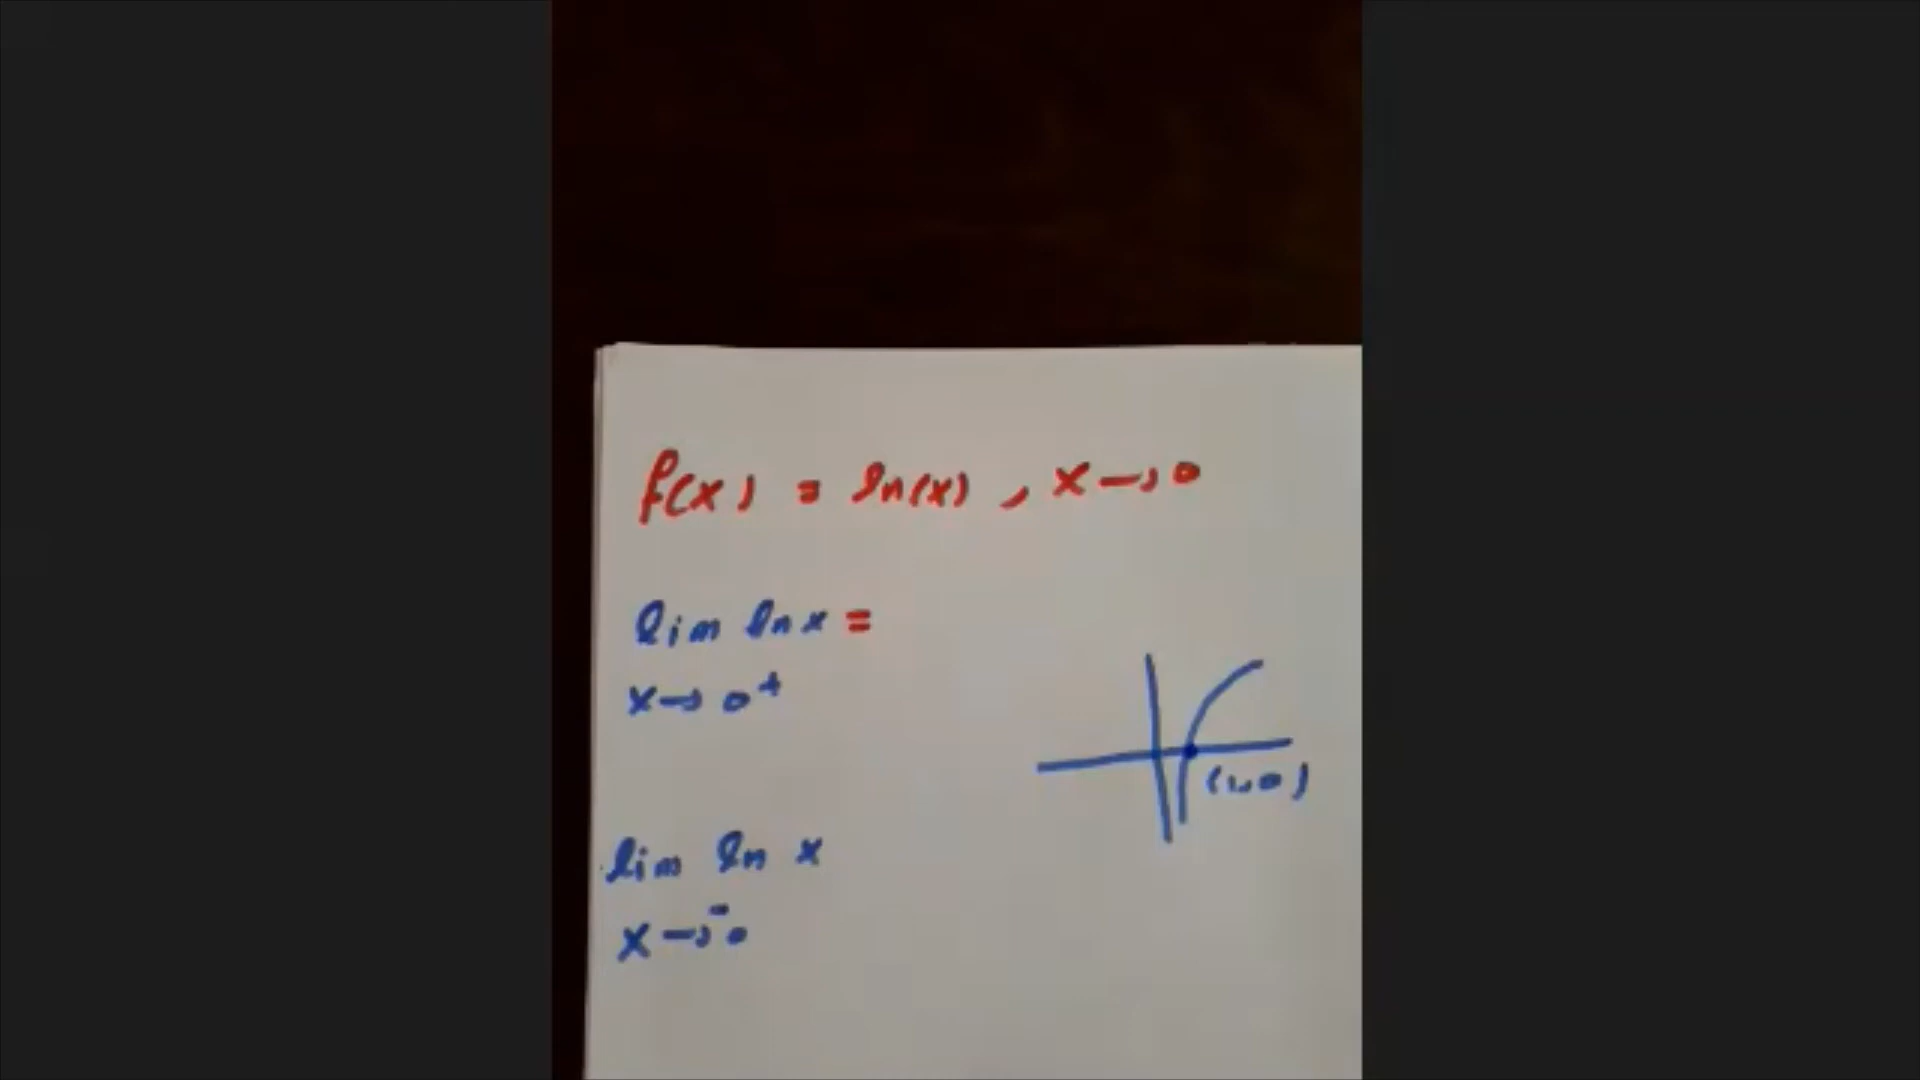 f(x) = ln(x), x→0
lim ln x =
x→0⁺
(1,0)
lim ln x
x→⁻0